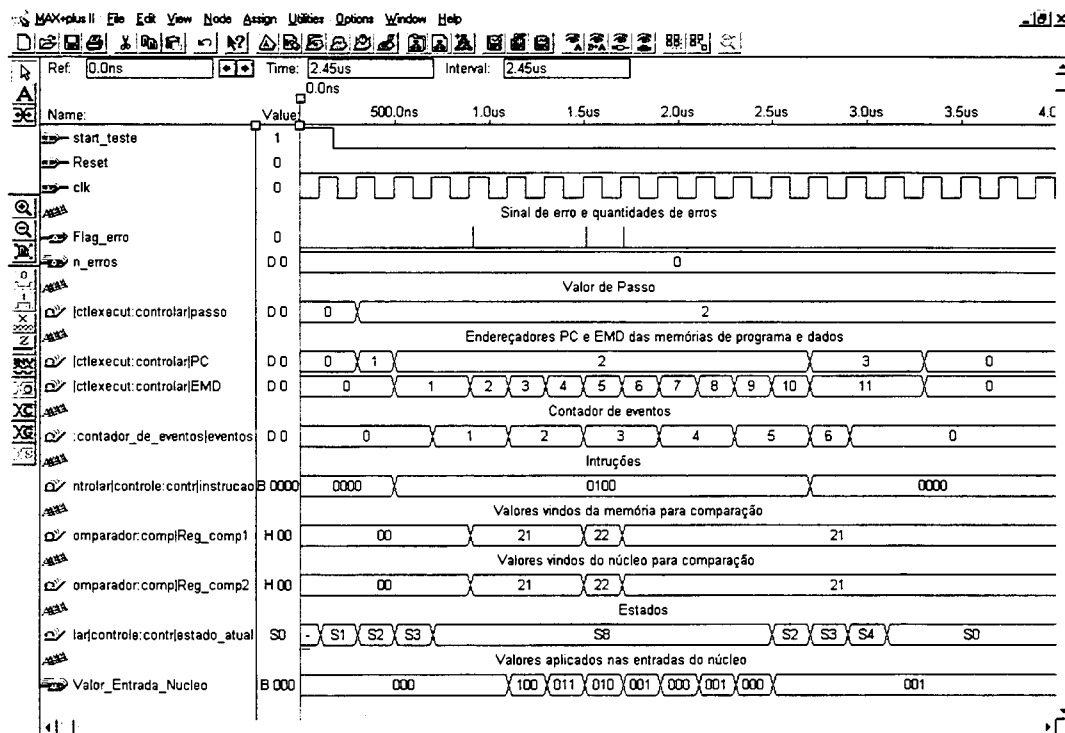 MAX+plus II File Edit View Node Assign Utilities Options Window Help
Ref: 0.0ns Time: 2.45us Interval: 2.45us
0.0ns
Name: Value: 500.0ns 1.0us 1.5us 2.0us 2.5us 3.0us 3.5us 4.0
start_teste 1
Reset 0
clk 0
Sinal de erro e quantidades de erros
Flag_erro 0
n_erros D 0 0
Valor de Passo
|ctlexecut:controlar|passo D 0 0 2
Endereçadores PC e EMD das memórias de programa e dados
|ctlexecut:controlar|PC D 0 0 1 2 3 0
|ctlexecut:controlar|EMD D 0 0 1 2 3 4 5 6 7 8 9 10 11 0
Contador de eventos
:contador_de_eventos|eventos D 0 0 1 2 3 4 5 6 0
Intruções
ntrolar|controle:contr|instrucao B 0000 0000 0100 0000
Valores vindos da memória para comparação
omparador:comp|Reg_comp1 H 00 00 21 22 21
Valores vindos do núcleo para comparação
omparador:comp|Reg_comp2 H 00 00 21 22 21
Estados
lar|controle:contr|estado_atual S0 - S1 S2 S3 S8 S2 S3 S4 S0
Valores aplicados nas entradas do núcleo
Valor_Entrada_Nucleo B 000 000 100 011 010 001 000 001 000 001